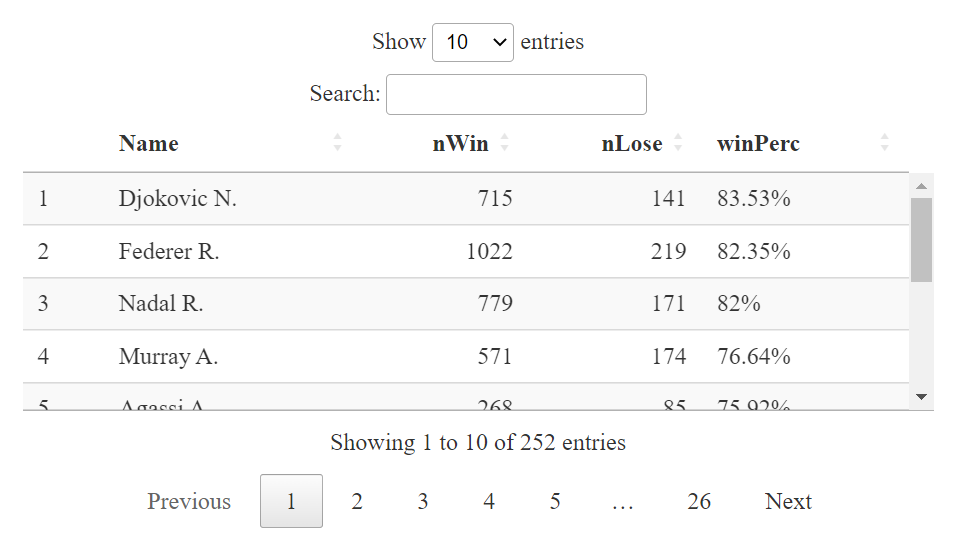 Show 10 entries
Search:
Name nWin nLose winPerc
1 Djokovic N. 715 141 83.53%
2 Federer R. 1022 219 82.35%
3 Nadal R. 779 171 82%
4 Murray A. 571 174 76.64%
5 Agassi A. 268 85 75.92%
Showing 1 to 10 of 252 entries
Previous 1 2 3 4 5 … 26 Next